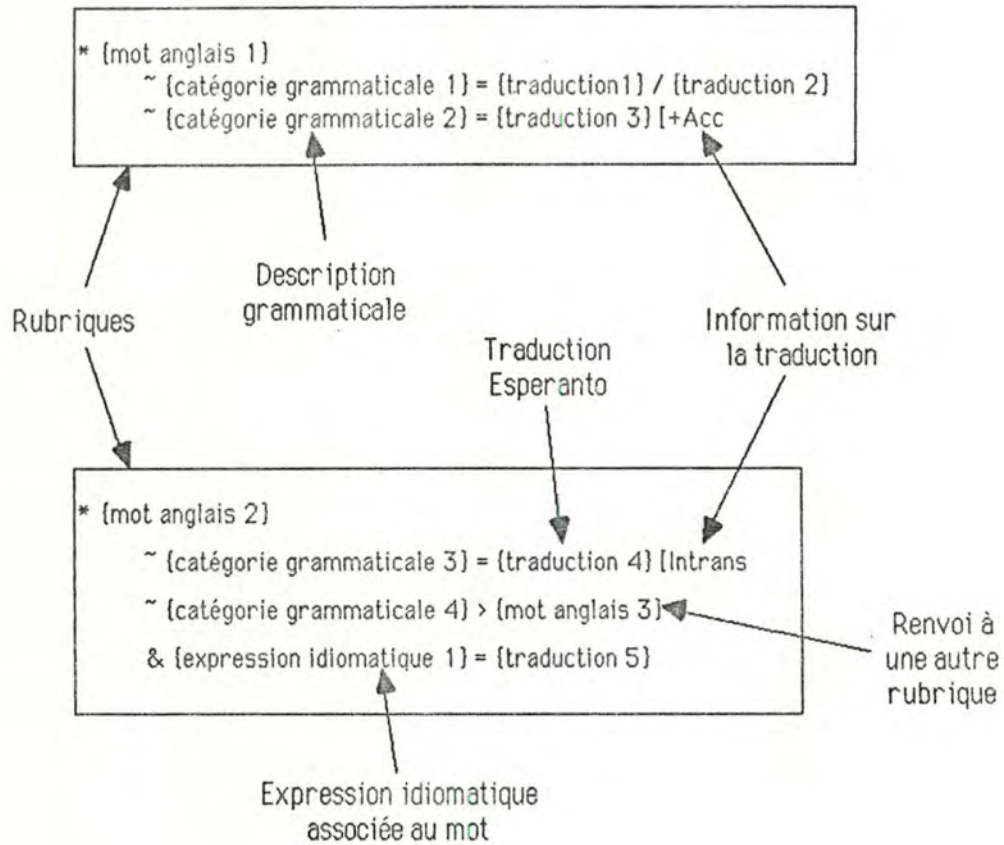 * {mot anglais 1}
~ {catégorie grammaticale 1} = {traduction1} / {traduction 2}
~ {catégorie grammaticale 2} = {traduction 3} [+Acc
Description
grammaticale
Rubriques
Information sur
la traduction
Traduction
Esperanto
* {mot anglais 2}
~ {catégorie grammaticale 3} = {traduction 4} [Intrans
~ {catégorie grammaticale 4} > {mot anglais 3}
& {expression idiomatique 1} = {traduction 5}
Renvoi à
une autre
rubrique
Expression idiomatique
associée au mot